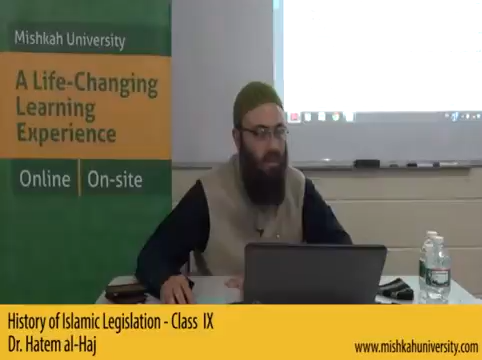 Mishkah University
A Life-Changing
Learning
Experience
Online | On-site
History of Islamic Legislation - Class IX
Dr. Hatem al-Haj
www.mishkahuniversity.com